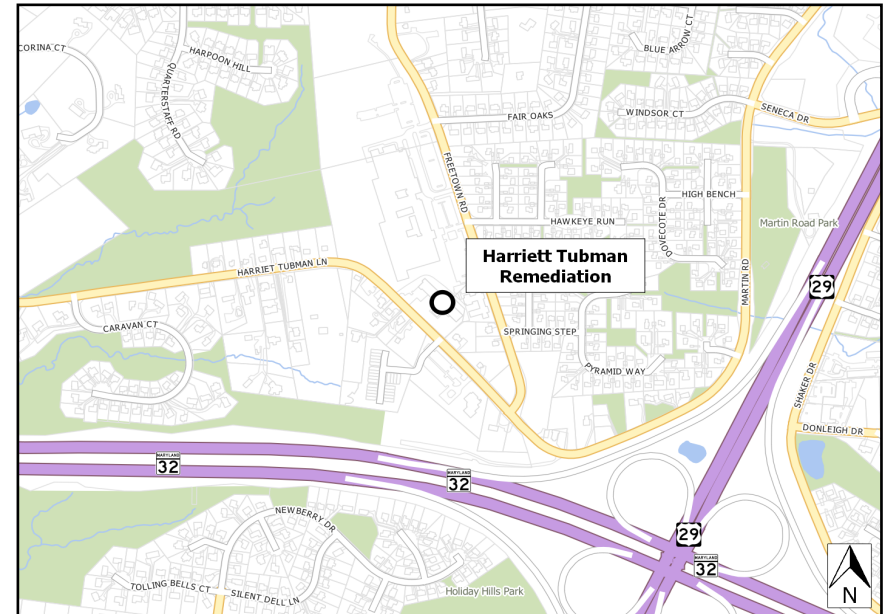 CORINA CT
HARPOON HILL
QUARTERSTAFF RD
BLUE ARROW CT
FAIR OAKS
WINDSOR CT
SENECA DR
FREETOWN RD
HIGH BENCH
HAWKEYE RUN
DOVECOTE DR
Martin Road Park
Harriett Tubman
Remediation
HARRIET TUBMAN LN
MARTIN RD
29
CARAVAN CT
SPRINGING STEP
PYRAMID WAY
SHAKER DR
DONLEIGH DR
MARYLAND
32
MARYLAND
32
NEWBERRY DR
29
MARYLAND
32
TOLLING BELLS CT
SILENT DELL LN
Holiday Hills Park
N